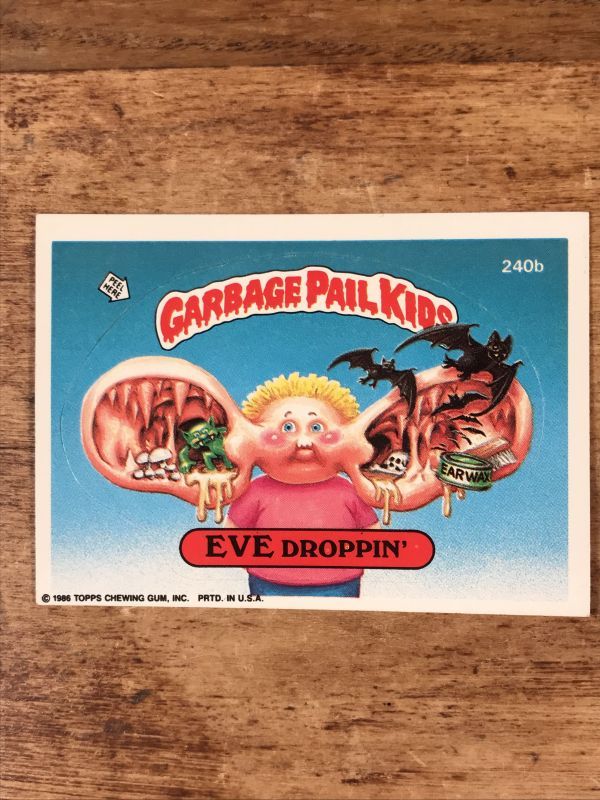 240b
PEEL
HERE
GARBAGE PAIL KIDS
EARWAX
EVE DROPPIN'
© 1986 TOPPS CHEWING GUM, INC. PRTD. IN U.S.A.